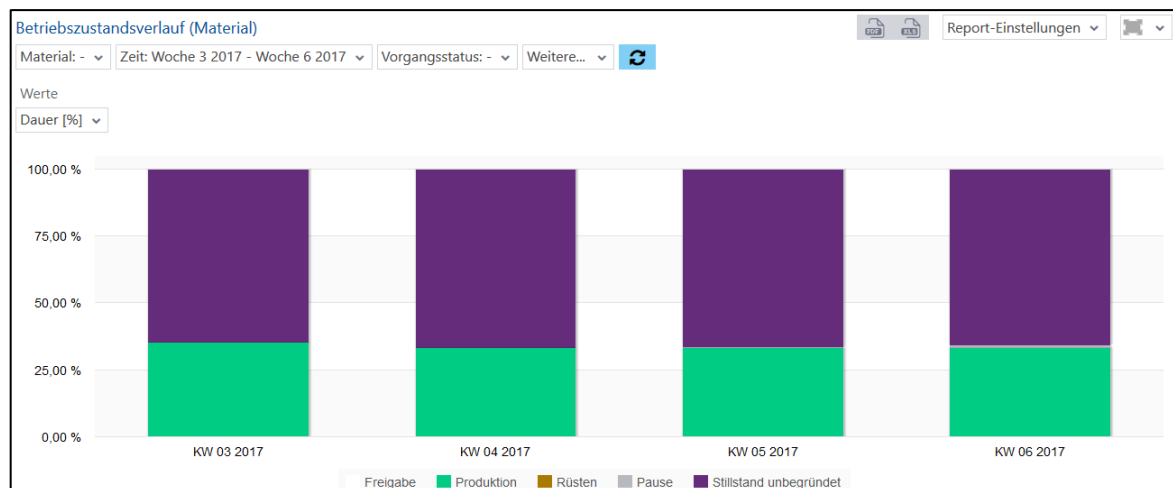 Betriebszustandsverlauf (Material)
PDF XLS Report-Einstellungen
Material: - Zeit: Woche 3 2017 - Woche 6 2017 Vorgangsstatus: - Weitere...
Werte
Dauer [%]
100,00 %
75,00 %
50,00 %
25,00 %
0,00 %
KW 03 2017 KW 04 2017 KW 05 2017 KW 06 2017
Freigabe Produktion Rüsten Pause Stillstand unbegründet